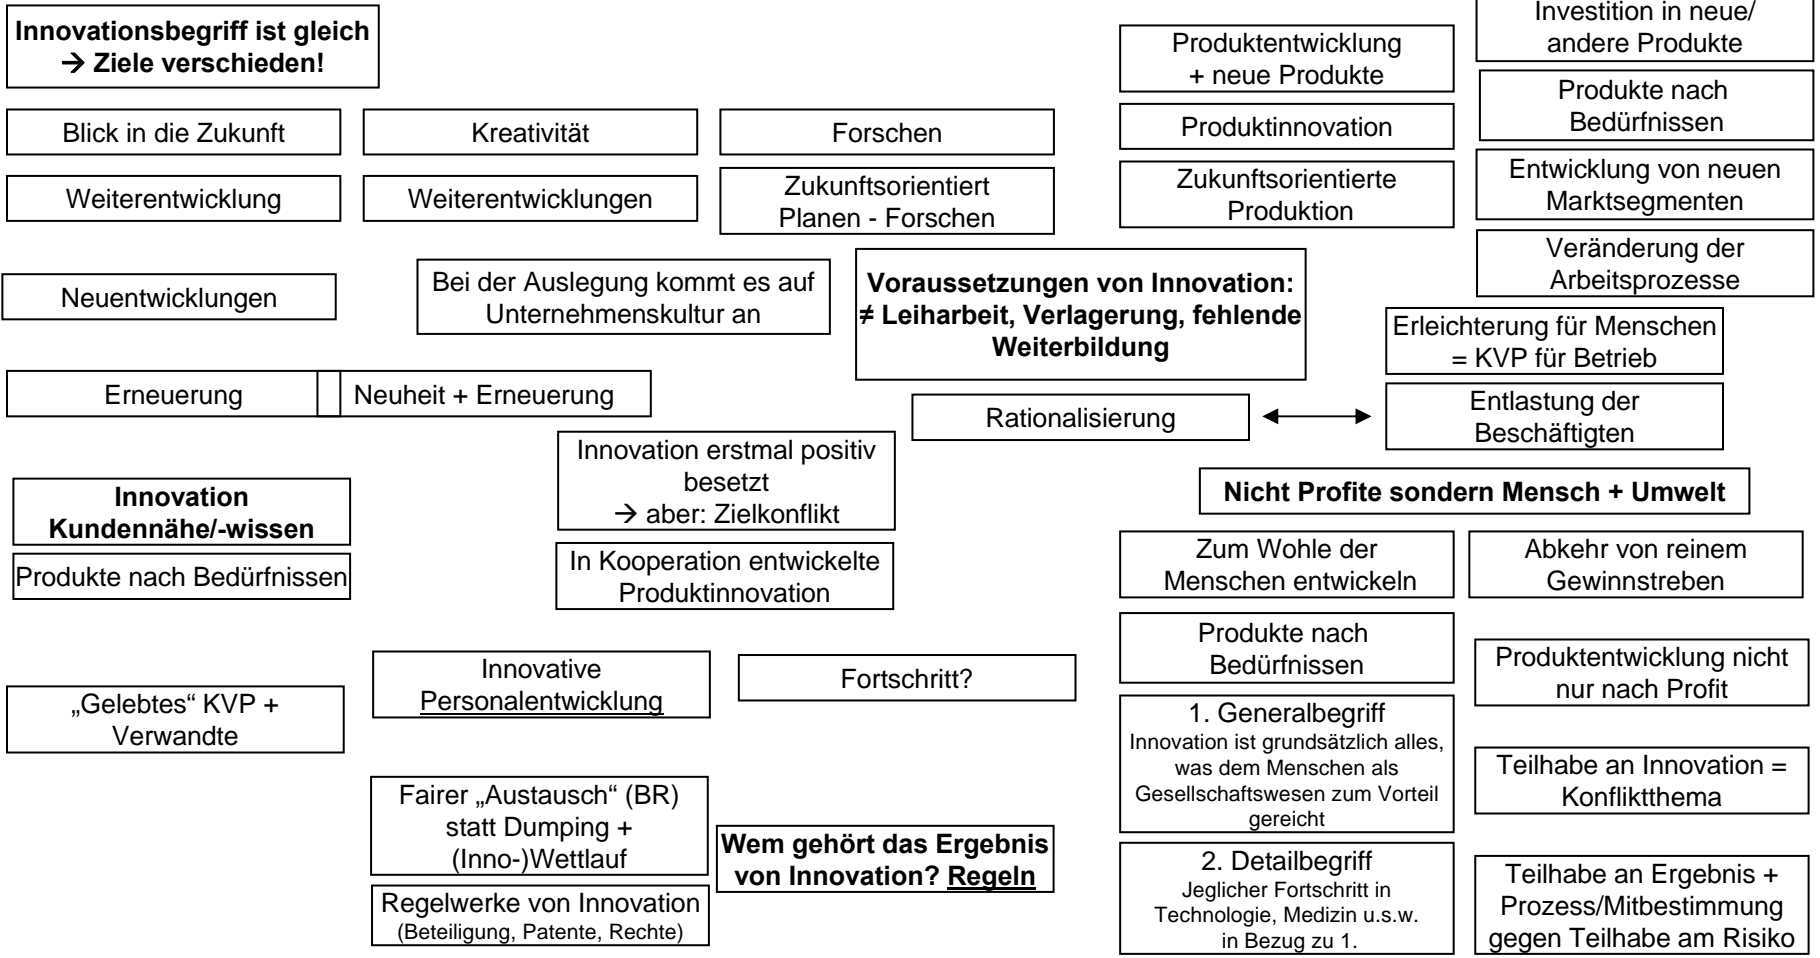 Innovationsbegriff ist gleich
→ Ziele verschieden!
Produktentwicklung
+ neue Produkte
Investition in neue/
andere Produkte
Blick in die Zukunft
Kreativität
Forschen
Produktinnovation
Produkte nach
Bedürfnissen
Weiterentwicklung
Weiterentwicklungen
Zukunftsorientiert
Planen - Forschen
Zukunftsorientierte
Produktion
Entwicklung von neuen
Marktsegmenten
Veränderung der
Arbeitsprozesse
Neuentwicklungen
Bei der Auslegung kommt es auf
Unternehmenskultur an
Voraussetzungen von Innovation:
≠ Leiharbeit, Verlagerung, fehlende
Weiterbildung
Erleichterung für Menschen
= KVP für Betrieb
Erneuerung
Neuheit + Erneuerung
Rationalisierung
Entlastung der
Beschäftigten
Innovation erstmal positiv
besetzt
→ aber: Zielkonflikt
Innovation
Kundennähe/-wissen
Nicht Profite sondern Mensch + Umwelt
Produkte nach Bedürfnissen
In Kooperation entwickelte
Produktinnovation
Zum Wohle der
Menschen entwickeln
Abkehr von reinem
Gewinnstreben
Produkte nach
Bedürfnissen
Produktentwicklung nicht
nur nach Profit
„Gelebtes“ KVP +
Verwandte
Innovative
Personalentwicklung
Fortschritt?
1. Generalbegriff
Innovation ist grundsätzlich alles,
was dem Menschen als
Gesellschaftswesen zum Vorteil
gereicht
Teilhabe an Innovation =
Konfliktthema
Fairer „Austausch“ (BR)
statt Dumping +
(Inno-)Wettlauf
Wem gehört das Ergebnis
von Innovation? Regeln
Regelwerke von Innovation
(Beteiligung, Patente, Rechte)
2. Detailbegriff
Jeglicher Fortschritt in
Technologie, Medizin u.s.w.
in Bezug zu 1.
Teilhabe an Ergebnis +
Prozess/Mitbestimmung
gegen Teilhabe am Risiko